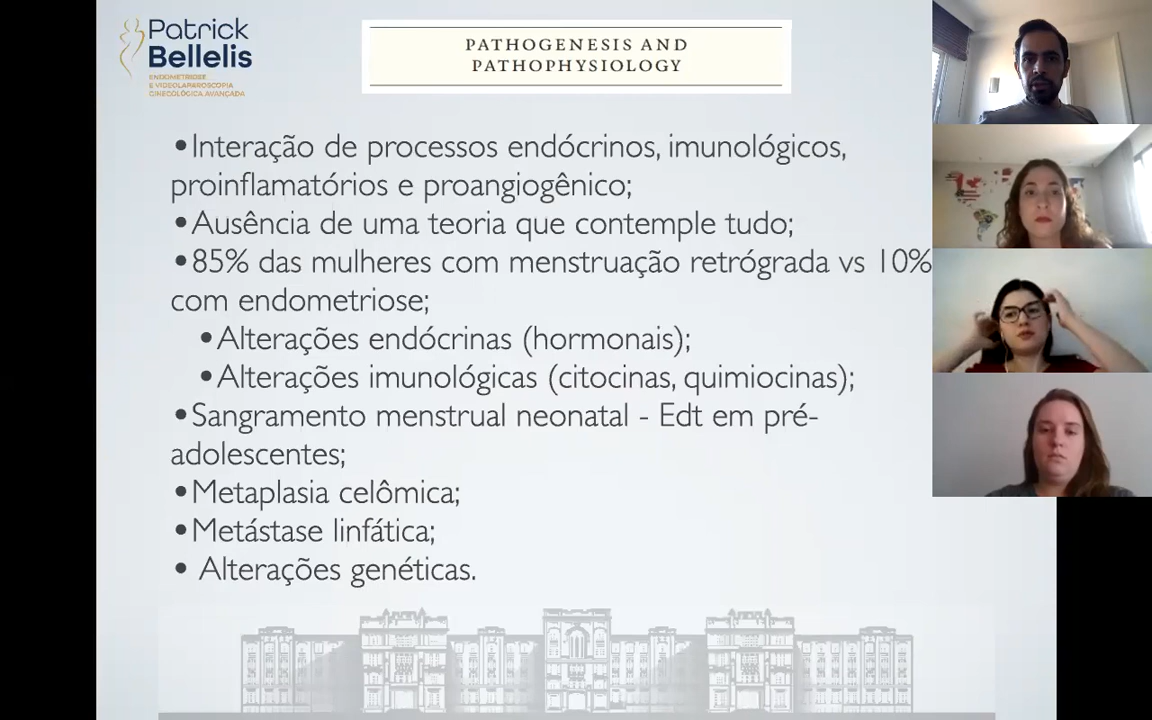 Patrick
Bellelis
ENDOMETRIOSE
E VIDEOLAPAROSCOPIA
GINECOLÓGICA AVANÇADA
PATHOGENESIS AND
PATHOPHYSIOLOGY
•Interação de processos endócrinos, imunológicos,
proinflamatórios e proangiogênico;
•Ausência de uma teoria que contemple tudo;
•85% das mulheres com menstruação retrógrada vs 10%
com endometriose;
•Alterações endócrinas (hormonais);
•Alterações imunológicas (citocinas, quimiocinas);
•Sangramento menstrual neonatal - Edt em pré-
adolescentes;
•Metaplasia celômica;
•Metástase linfática;
• Alterações genéticas.